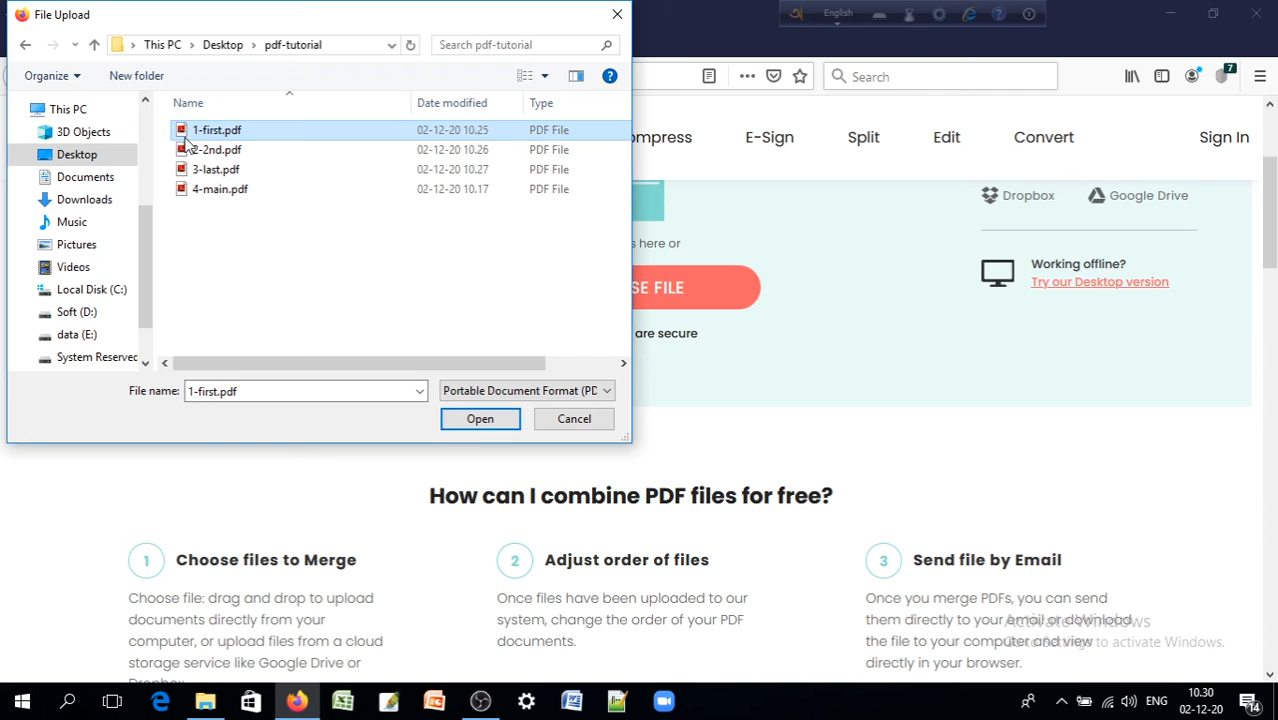 File Upload
English
This PC
Desktop
pdf-tutorial
Search pdf-tutorial
Search
7
Organize
New folder
Name
Date modified
Type
This PC
3D Objects
Desktop
Documents
Downloads
Music
Pictures
Videos
Local Disk (C:)
Soft (D:)
data (E:)
System Reserved
1-first.pdf 02-12-20 10.25 PDF File
2-2nd.pdf 02-12-20 10.26 PDF File
3-last.pdf 02-12-20 10.27 PDF File
4-main.pdf 02-12-20 10.17 PDF File
File name: 1-first.pdf
Portable Document Format (PD
Open
Cancel
ompress
E-Sign
Split
Edit
Convert
Sign In
Dropbox
Google Drive
s here or
SE FILE
are secure
Working offline?
Try our Desktop version
How can I combine PDF files for free?
1 Choose files to Merge
Choose file: drag and drop to upload
documents directly from your
computer, or upload files from a cloud
storage service like Google Drive or
2 Adjust order of files
Once files have been uploaded to our
system, change the order of your PDF
documents.
3 Send file by Email
Once you merge PDFs, you can send
them directly to your email or download
the file to your computer and view
directly in your browser.
Activate Windows
Go to Settings to activate Windows.
ENG
10.30
02-12-20
14